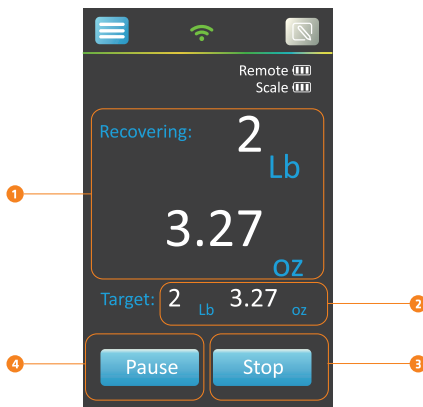 Remote
Scale
Recovering: 2
Lb
3.27
oz
Target: 2 Lb 3.27 oz
Pause Stop
1
2
3
4